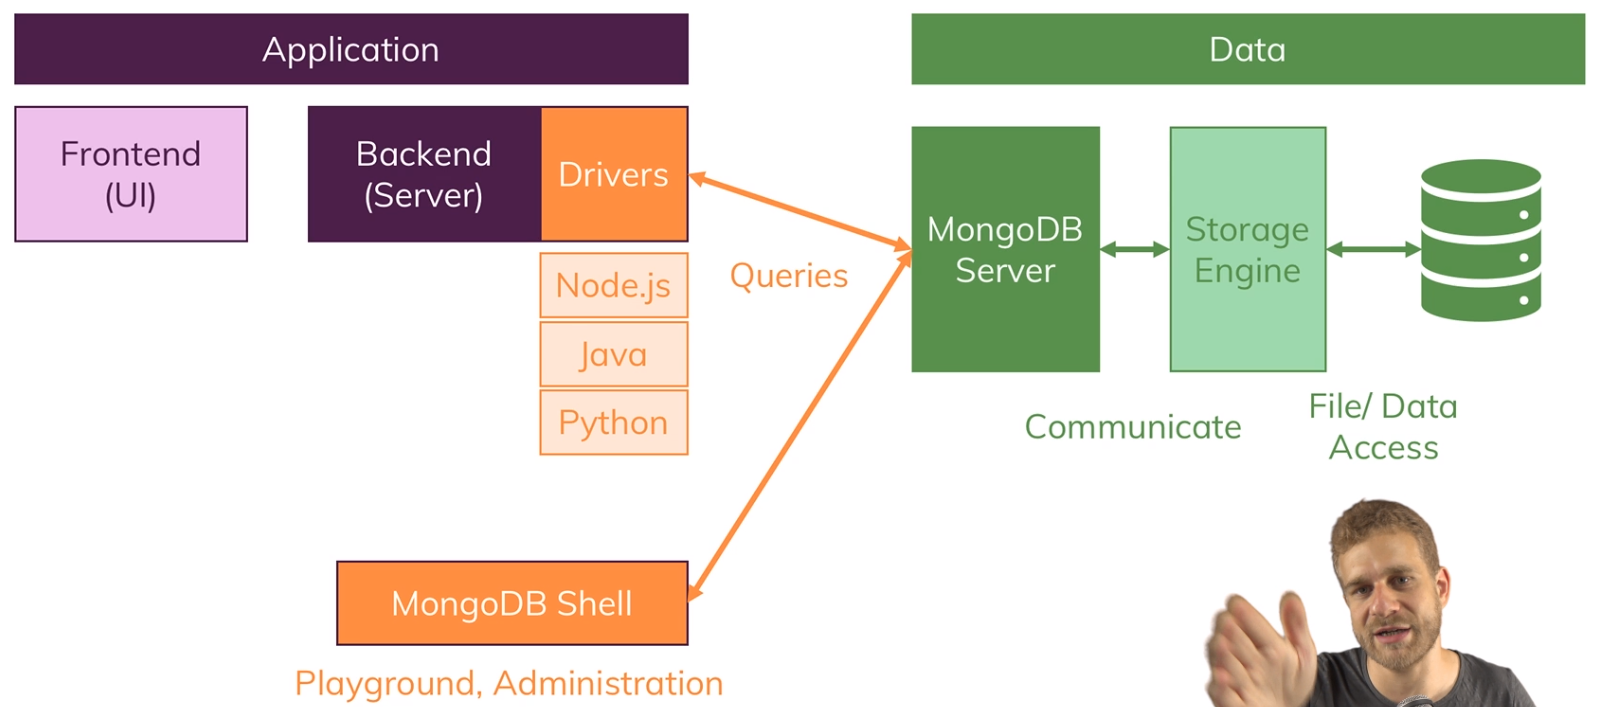 Application
Data
Frontend
(UI)
Backend
(Server)
Drivers
Node.js
Java
Python
Queries
MongoDB
Server
Storage
Engine
Communicate
File/ Data
Access
MongoDB Shell
Playground, Administration